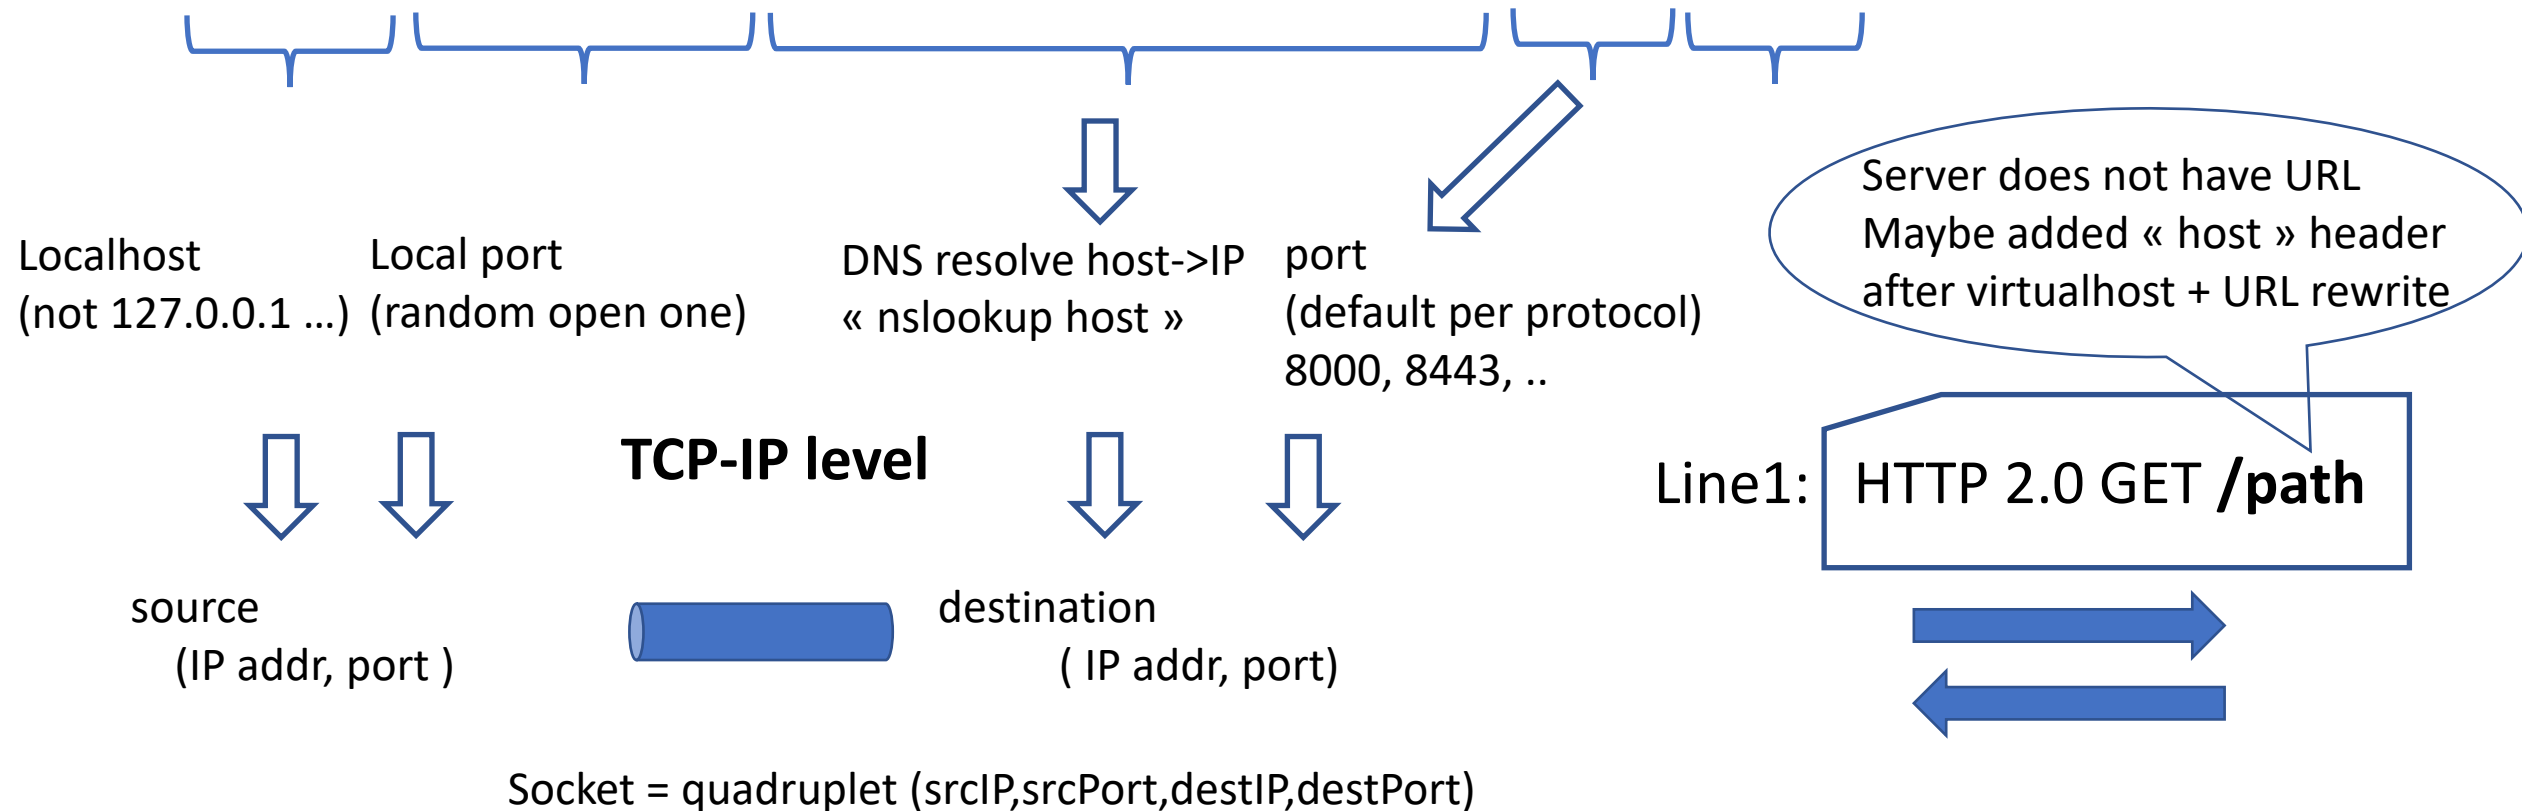 Server does not have URL
Maybe added « host » header
after virtualhost + URL rewrite
Localhost
(not 127.0.0.1 …)
Local port
(random open one)
DNS resolve host->IP
« nslookup host »
port
(default per protocol)
8000, 8443, ..
TCP-IP level
Line1: HTTP 2.0 GET /path
source
(IP addr, port )
destination
( IP addr, port)
Socket = quadruplet (srcIP,srcPort,destIP,destPort)